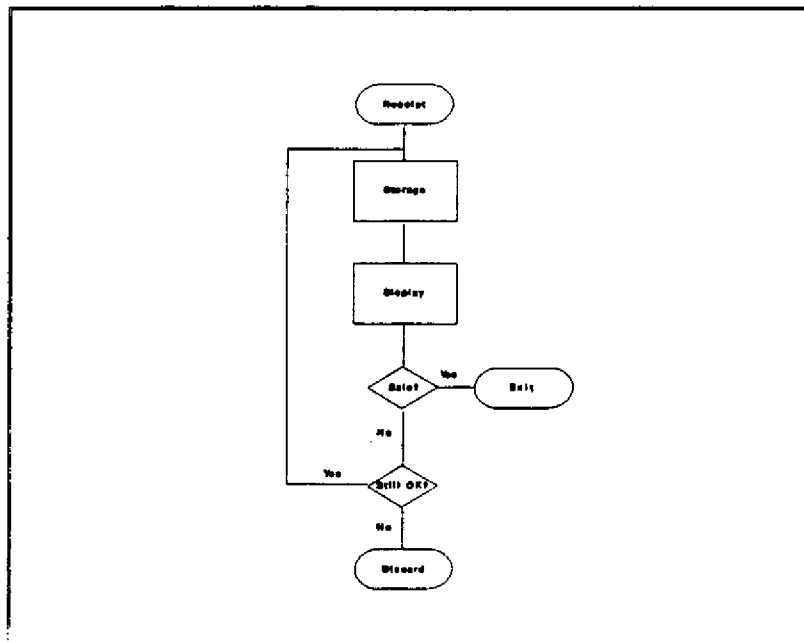 Receipt
Storage
Display
Sale?
Yes
Exit
No
Yes
Still OK?
No
Discard